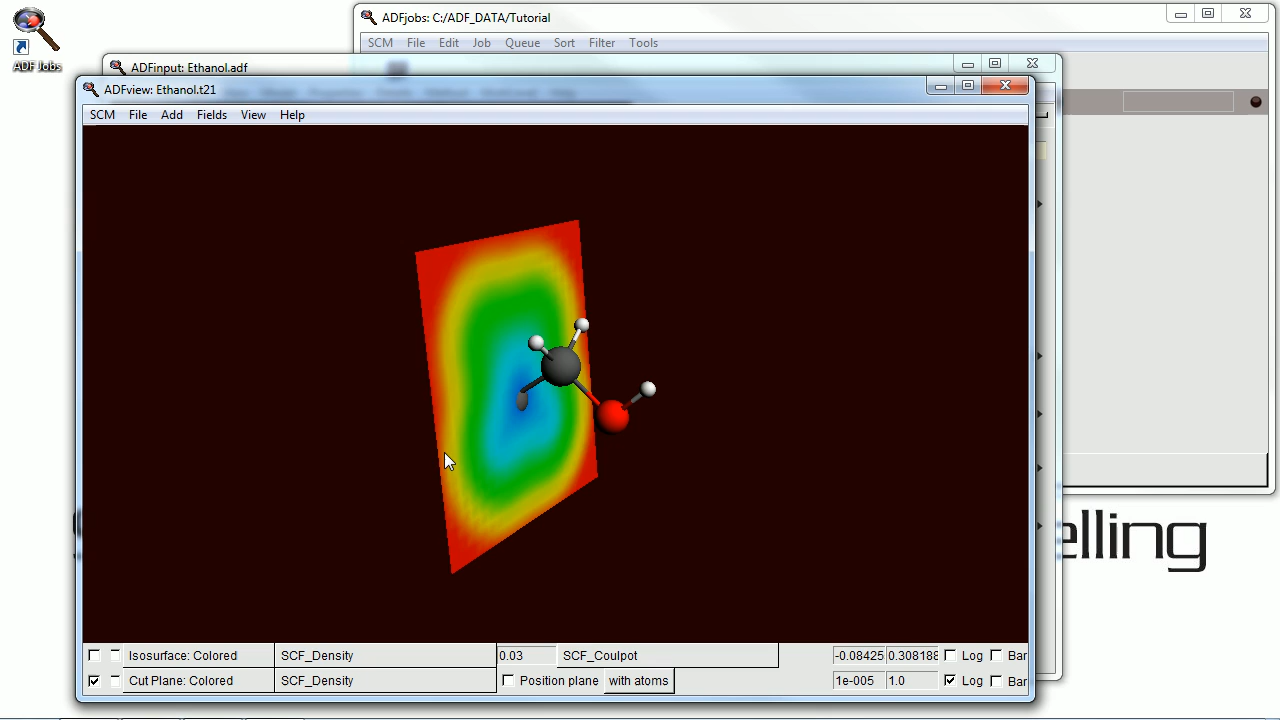 ADF Jobs
ADFjobs: C:/ADF_DATA/Tutorial
SCM File Edit Job Queue Sort Filter Tools
ADFinput: Ethanol.adf
ADFview: Ethanol.t21
SCM File Add Fields View Help
elling
Isosurface: Colored SCF_Density 0.03 SCF_Coulpot -0.08425 0.308188 Log Bar
Cut Plane: Colored SCF_Density Position plane with atoms 1e-005 1.0 Log Bar